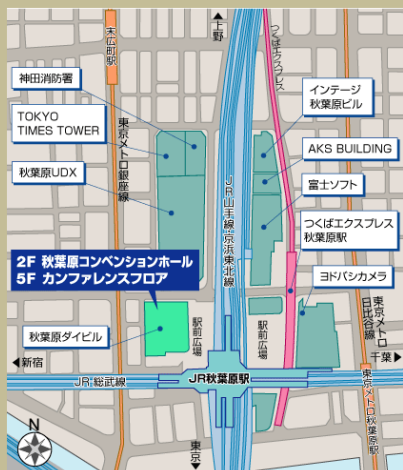 上野
末広町駅
つくばエクスプレス
神田消防署
インテージ
秋葉原ビル
TOKYO
TIMES TOWER
東京メトロ銀座線
AKS BUILDING
秋葉原UDX
JR山手線・京浜東北線
富士ソフト
つくばエクスプレス
秋葉原駅
2F 秋葉原コンベンションホール
5F カンファレンスフロア
ヨドバシカメラ
東京メトロ
日比谷線
秋葉原ダイビル
駅前広場
駅前広場
新宿
千葉
JR総武線
JR秋葉原駅
東京メトロ秋葉原駅
N
東京